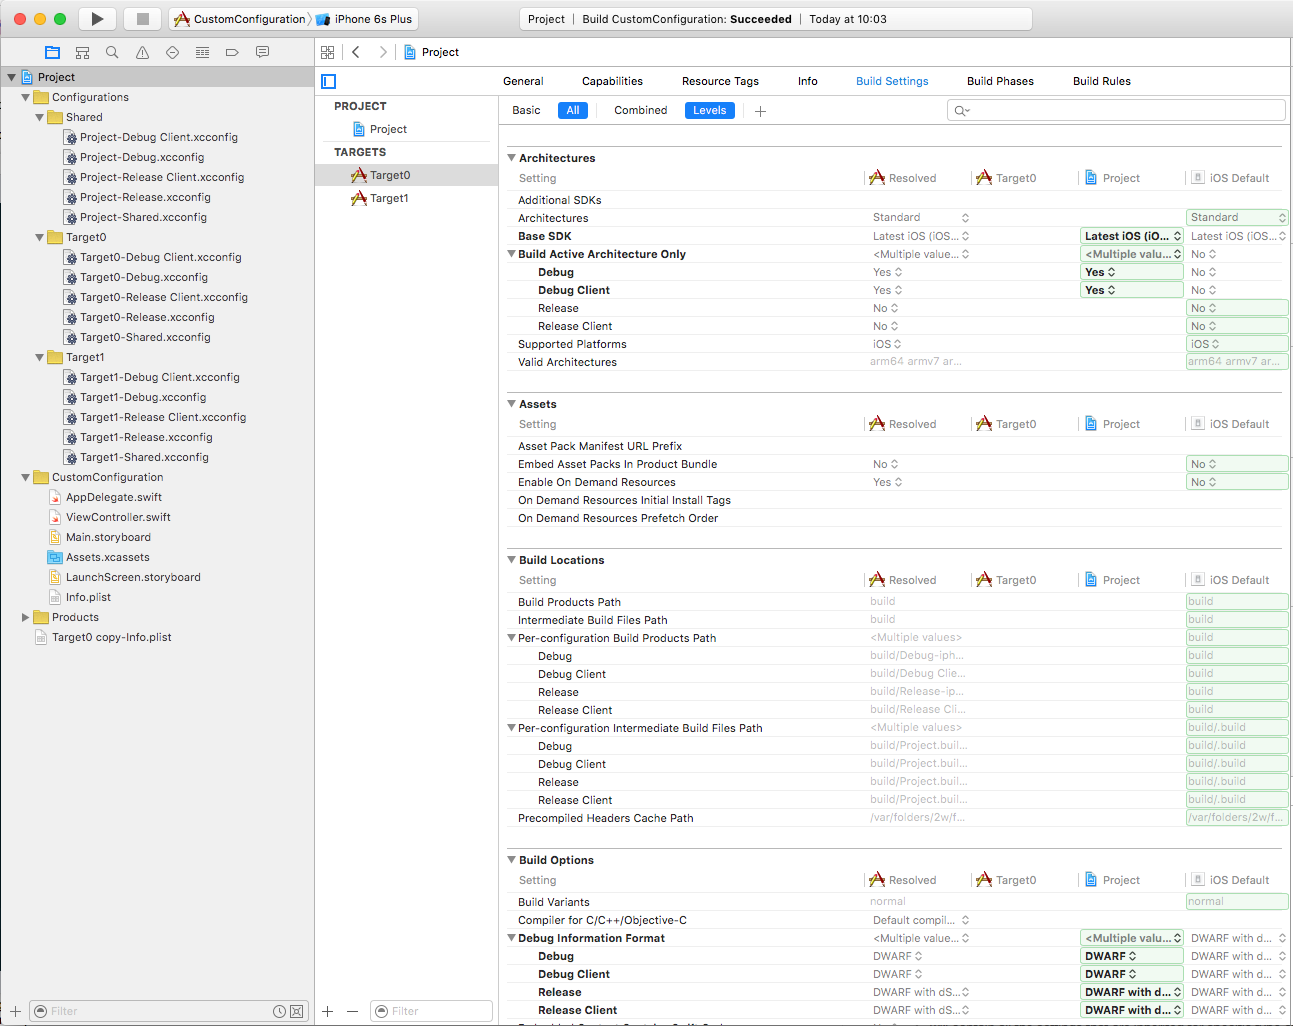 CustomConfiguration iPhone 6s Plus
Project | Build CustomConfiguration: Succeeded | Today at 10:03
Project
Project
Configurations
Shared
Project-Debug Client.xcconfig
Project-Debug.xcconfig
Project-Release Client.xcconfig
Project-Release.xcconfig
Project-Shared.xcconfig
Target0
Target0-Debug Client.xcconfig
Target0-Debug.xcconfig
Target0-Release Client.xcconfig
Target0-Release.xcconfig
Target0-Shared.xcconfig
Target1
Target1-Debug Client.xcconfig
Target1-Debug.xcconfig
Target1-Release Client.xcconfig
Target1-Release.xcconfig
Target1-Shared.xcconfig
CustomConfiguration
AppDelegate.swift
ViewController.swift
Main.storyboard
Assets.xcassets
LaunchScreen.storyboard
Info.plist
Products
Target0 copy-Info.plist
Filter
PROJECT
Project
TARGETS
Target0
Target1
Filter
General Capabilities Resource Tags Info Build Settings Build Phases Build Rules
Basic All Combined Levels
Architectures
Setting Resolved Target0 Project iOS Default
Additional SDKs
Architectures Standard Standard
Base SDK Latest iOS (iOS... Latest iOS (iO... Latest iOS (iOS...
Build Active Architecture Only <Multiple value... <Multiple valu... No
Debug Yes Yes No
Debug Client Yes Yes No
Release No No
Release Client No No
Supported Platforms iOS iOS
Valid Architectures arm64 armv7 ar... arm64 armv7 ar...
Assets
Setting Resolved Target0 Project iOS Default
Asset Pack Manifest URL Prefix
Embed Asset Packs In Product Bundle No No
Enable On Demand Resources Yes No
On Demand Resources Initial Install Tags
On Demand Resources Prefetch Order
Build Locations
Setting Resolved Target0 Project iOS Default
Build Products Path build build
Intermediate Build Files Path build build
Per-configuration Build Products Path <Multiple values> build
Debug build/Debug-iph... build
Debug Client build/Debug Clie... build
Release build/Release-ip... build
Release Client build/Release Cli... build
Per-configuration Intermediate Build Files Path <Multiple values> build/.build
Debug build/Project.buil... build/.build
Debug Client build/Project.buil... build/.build
Release build/Project.buil... build/.build
Release Client build/Project.buil... build/.build
Precompiled Headers Cache Path /var/folders/2w/f... /var/folders/2w/f...
Build Options
Setting Resolved Target0 Project iOS Default
Build Variants normal normal
Compiler for C/C++/Objective-C Default compil...
Debug Information Format <Multiple value... <Multiple valu... DWARF with d...
Debug DWARF DWARF DWARF with d...
Debug Client DWARF DWARF DWARF with d...
Release DWARF with dS... DWARF with d... DWARF with d...
Release Client DWARF with dS... DWARF with d... DWARF with d...